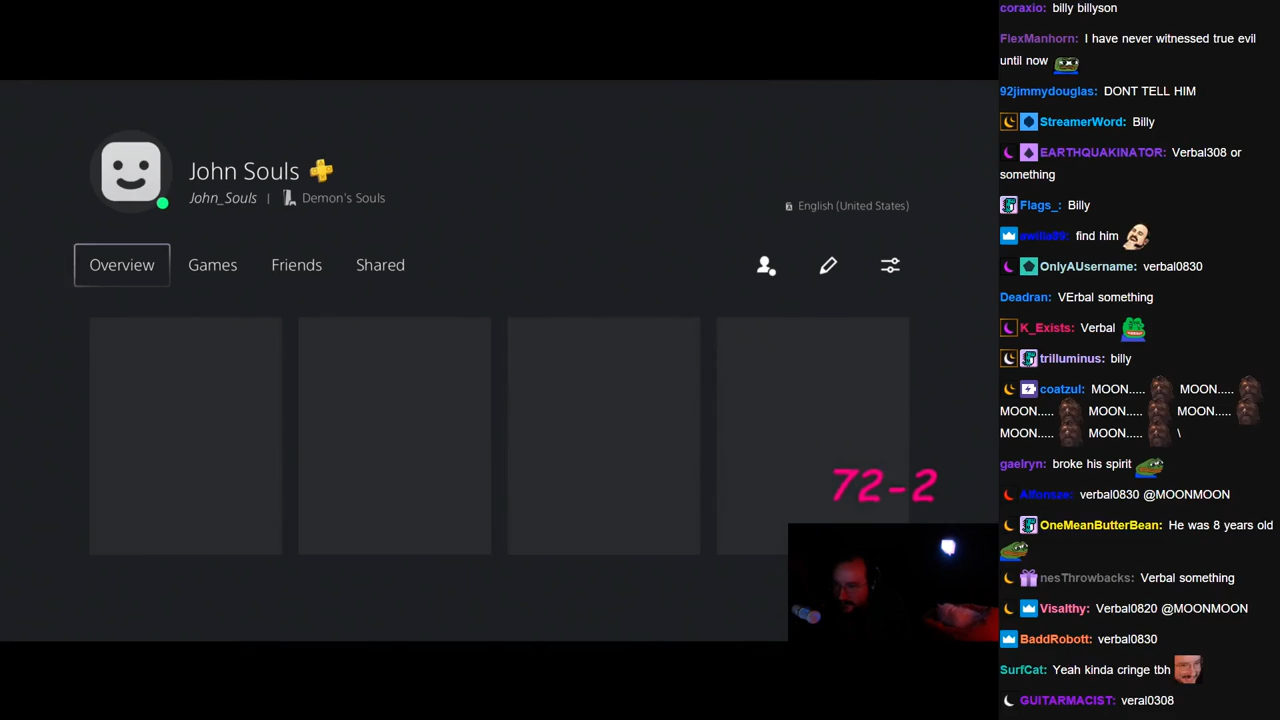 John Souls
John_Souls | Demon's Souls
English (United States)
Overview Games Friends Shared
72-2
coraxio: billy billyson
FlexManhorn: I have never witnessed true evil
until now
92jimmydouglas: DONT TELL HIM
StreamerWord: Billy
EARTHQUAKINATOR: Verbal308 or
something
Flags_: Billy
awilla99: find him
OnlyAUsername: verbal0830
Deadran: VErbal something
K_Exists: Verbal
trilluminus: billy
coatzul: MOON..... MOON.....
MOON..... MOON..... MOON.....
MOON..... MOON..... \
gaelryn: broke his spirit
Alfonsze: verbal0830 @MOONMOON
OneMeanButterBean: He was 8 years old
nesThrowbacks: Verbal something
Visalthy: Verbal0820 @MOONMOON
BaddRobott: verbal0830
SurfCat: Yeah kinda cringe tbh
GUITARMACIST: veral0308